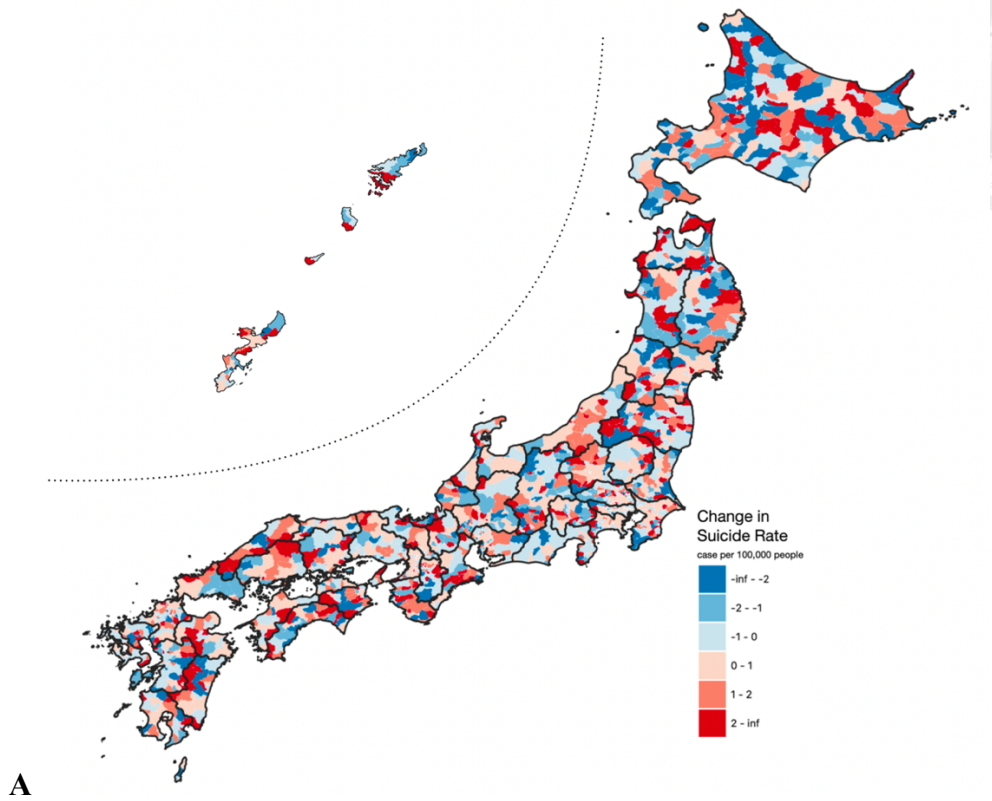 Change in
Suicide Rate
case per 100,000 people
-inf - -2
-2 - -1
-1 - 0
0 - 1
1 - 2
2 - inf
A